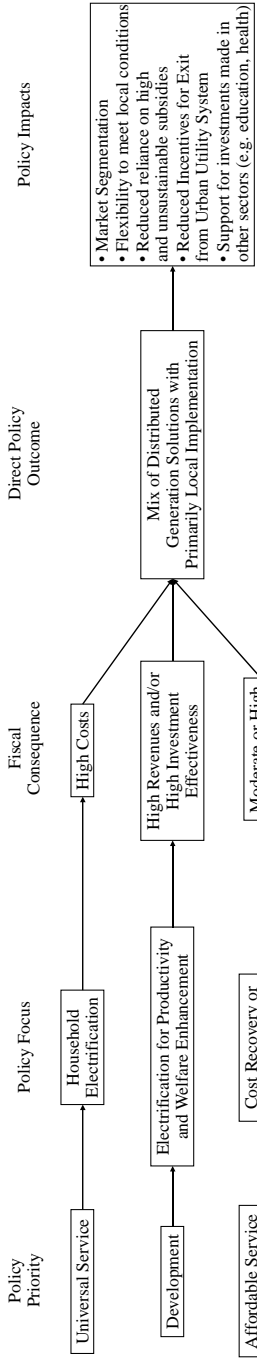 Policy
Priority
Policy Focus
Fiscal
Consequence
Direct Policy
Outcome
Policy Impacts
Universal Service
Household
Electrification
High Costs
Development
Electrification for Productivity
and Welfare Enhancement
High Revenues and/or
High Investment
Effectiveness
Mix of Distributed
Generation Solutions with
Primarily Local Implementation
• Market Segmentation
• Flexibility to meet local conditions
• Reduced reliance on high
and unsustainable subsidies
• Reduced Incentives for Exit
from Urban Utility System
• Support for investments made in
other sectors (e.g. education, health)
Affordable Service
Cost Recovery or
Moderate or High